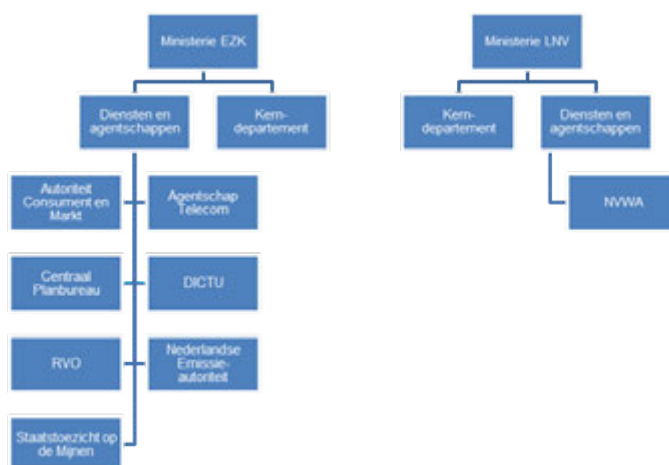 Ministerie EZK
Ministerie LNV
Diensten en
agentschappen
Kern-
departement
Kern-
departement
Diensten en
agentschappen
Autoriteit
Consument en
Markt
Agentschap
Telecom
NVWA
Centraal
Planbureau
DICTU
RVO
Nederlandse
Emissie-
autoriteit
Staatstoezicht op
de Mijnen